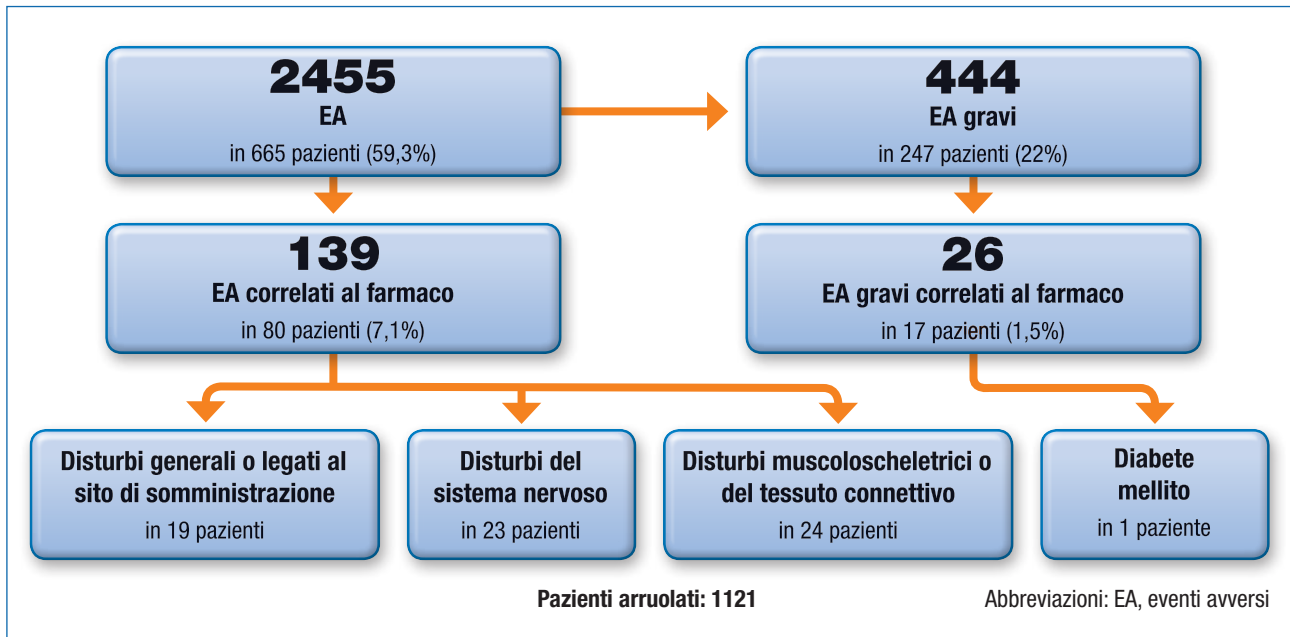 2455
EA
in 665 pazienti (59,3%)
444
EA gravi
in 247 pazienti (22%)
139
EA correlati al farmaco
in 80 pazienti (7,1%)
26
EA gravi correlati al farmaco
in 17 pazienti (1,5%)
Disturbi generali o legati al
sito di somministrazione
in 19 pazienti
Disturbi del
sistema nervoso
in 23 pazienti
Disturbi muscoloscheletrici o
del tessuto connettivo
in 24 pazienti
Diabete
mellito
in 1 paziente
Pazienti arruolati: 1121
Abbreviazioni: EA, eventi avversi